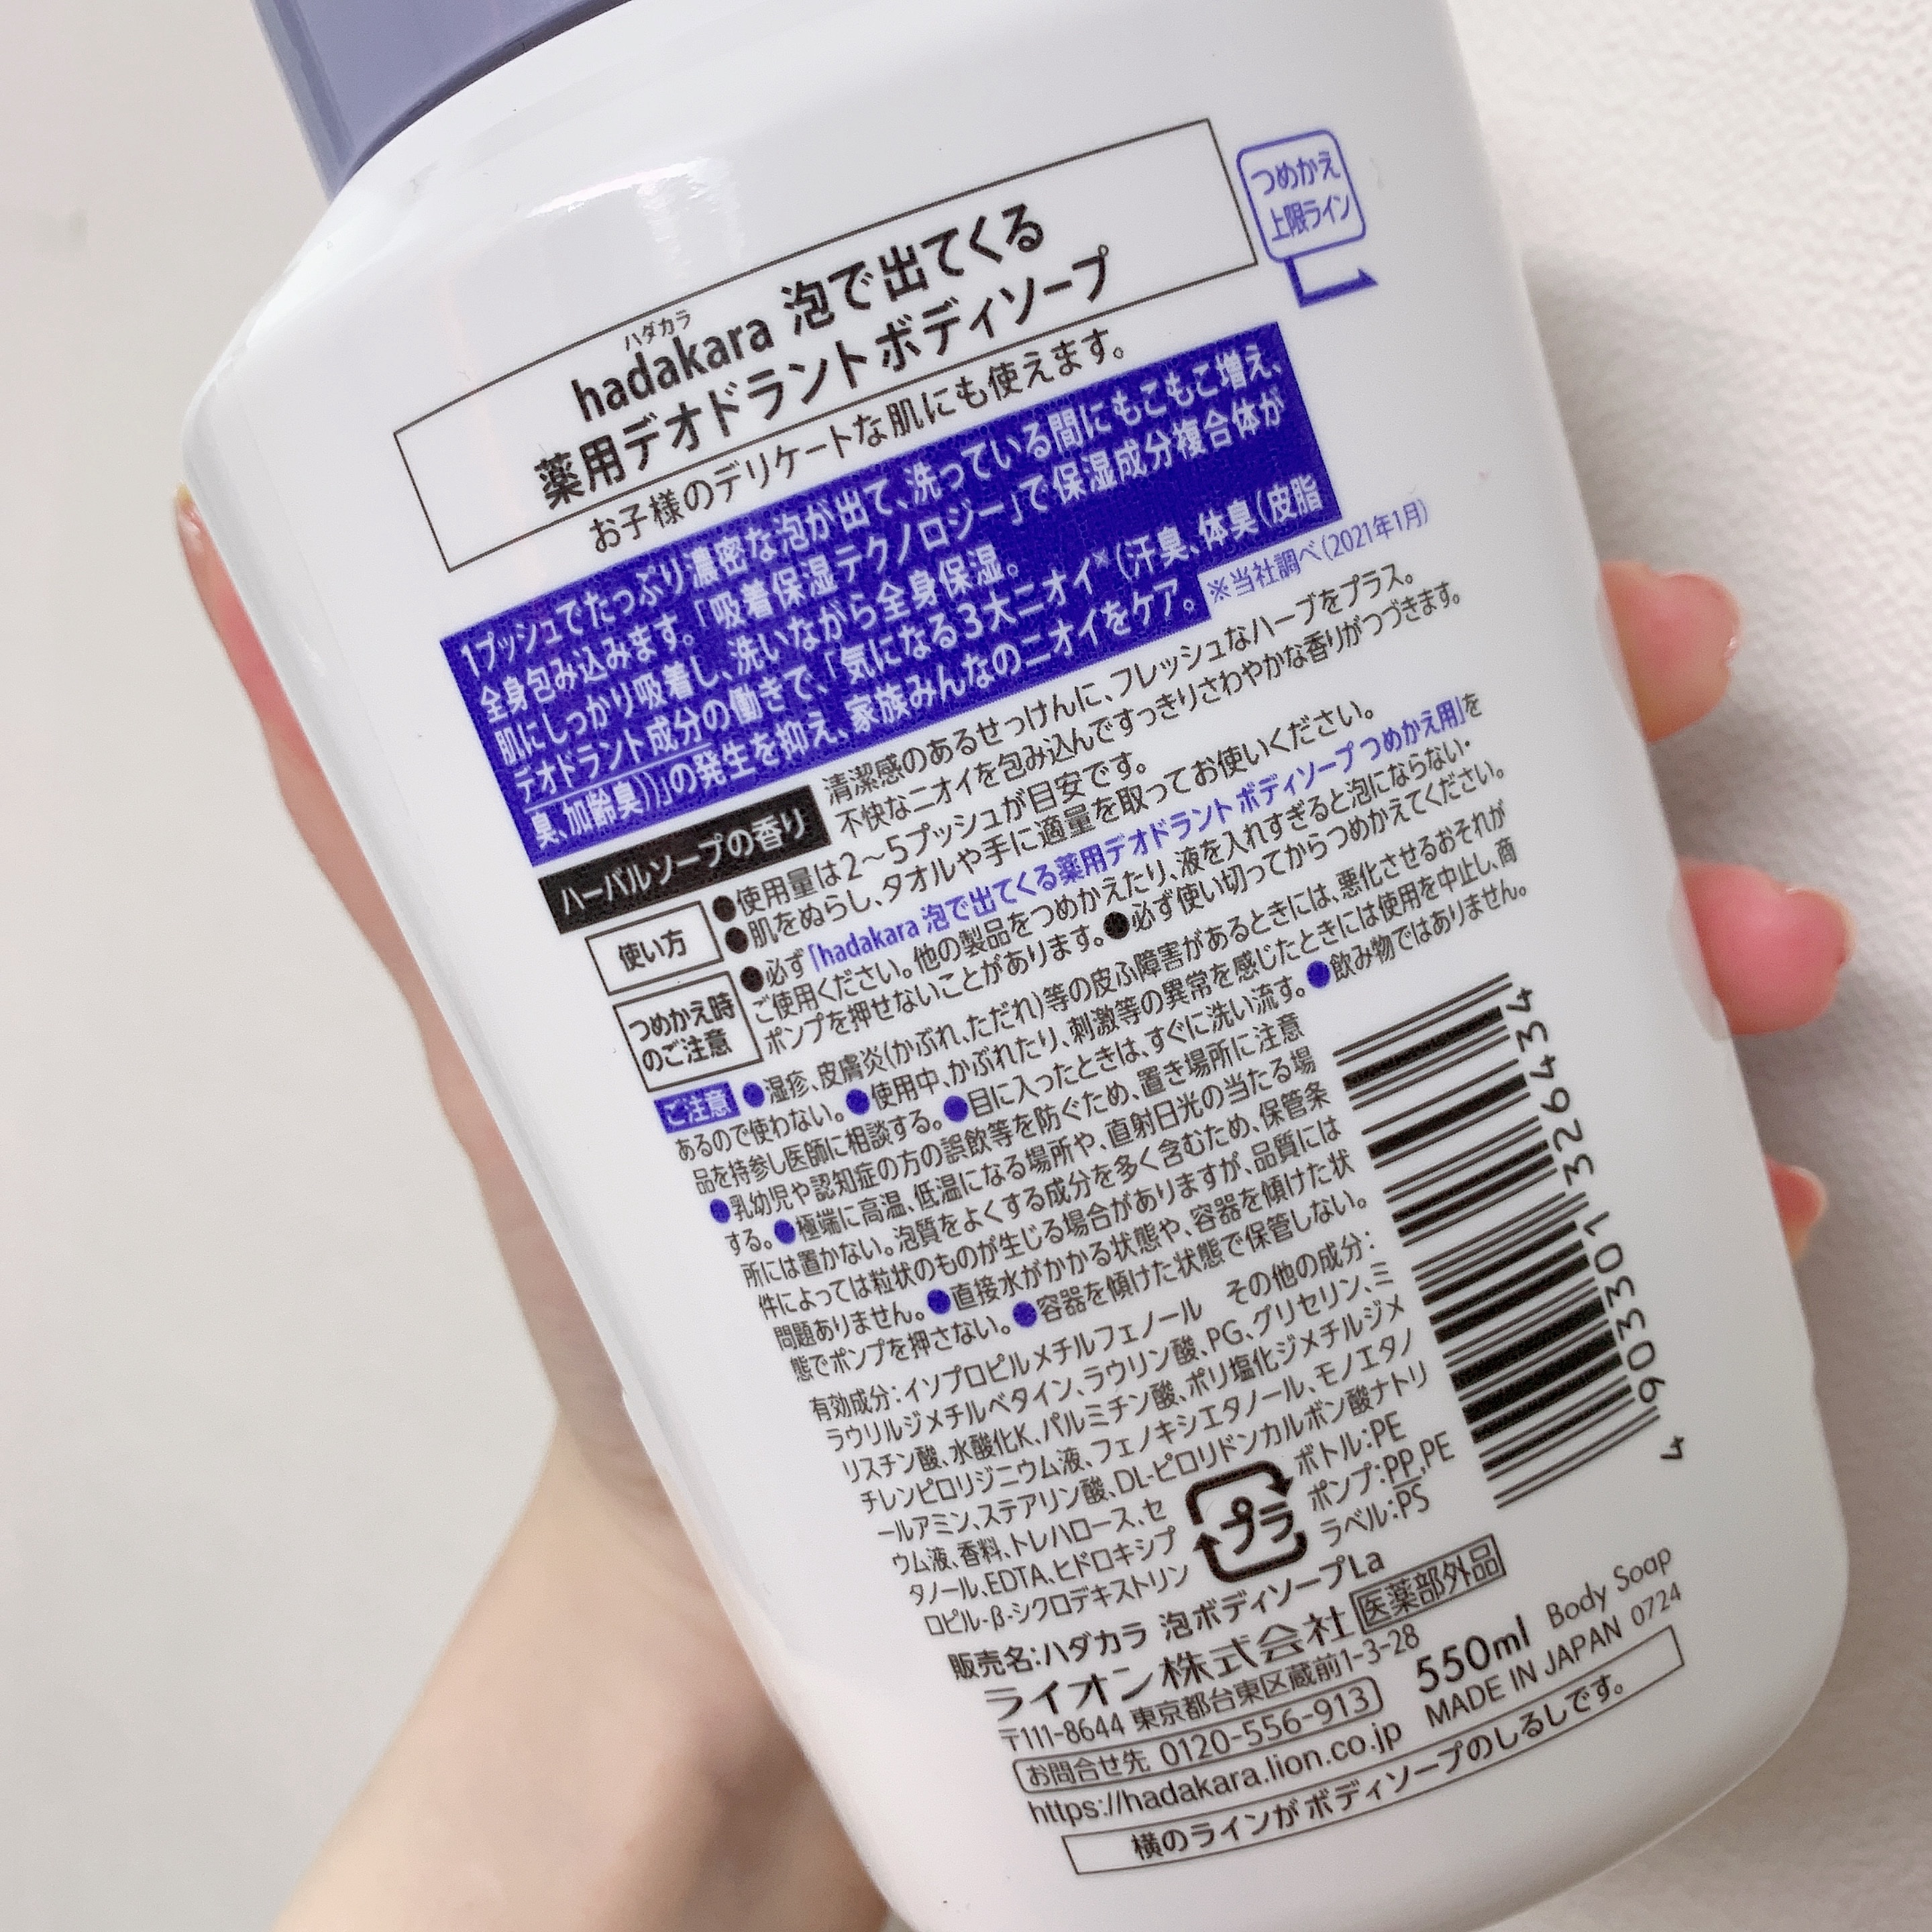 つめかえ
上限ライン
ハダカラ
hadakara 泡で出てくる
薬用デオドラント ボディソープ
お子様のデリケートな肌にも使えます。
1プッシュでたっぷり濃密な泡が出て、洗っている間にもこもこ増え、
全身包み込みます。「吸着保湿テクノロジー」で保湿成分複合体が
肌にしっかり吸着し、洗いながら全身保湿。
デオドラント成分の働きで、「気になる3大ニオイ※（汗臭、体臭（皮脂
臭、加齢臭））」の発生を抑え、家族みんなのニオイをケア。 ※当社調べ（2021年1月）
ハーバルソープの香り 清潔感のあるせっけんに、フレッシュなハーブをプラス。
不快なニオイを包み込んですっきりさわやかな香りがつづきます。
使い方 ●使用量は2～5プッシュが目安です。
●肌をぬらし、タオルや手に適量を取ってお使いください。
つめかえ時
のご注意
●必ず「hadakara 泡で出てくる薬用デオドラント ボディソープ つめかえ用」を
ご使用ください。他の製品をつめかえたり、液を入れすぎると泡にならない・
ポンプを押せないことがあります。●必ず使い切ってからつめかえてください。
ご注意 ●湿疹、皮膚炎（かぶれ、ただれ）等の皮ふ障害があるときには、悪化させるおそれが
あるので使わない。●使用中、かぶれたり、刺激等の異常を感じたときには使用を中止し、商
品を持参し医師に相談する。●目に入ったときは、すぐに洗い流す。●飲み物ではありません。
●乳幼児や認知症の方の誤飲等を防ぐため、置き場所に注意
する。●極端に高温、低温になる場所や、直射日光の当たる場
所には置かない。泡質をよくする成分を多く含むため、保管条
件によっては粒状のものが生じる場合がありますが、品質には
問題ありません。●直接水がかかる状態や、容器を傾けた状
態でポンプを押さない。●容器を傾けた状態で保管しない。
有効成分：イソプロピルメチルフェノール その他の成分：
ラウリルジメチルベタイン、ラウリン酸、PG、グリセリン、ミ
リスチン酸、水酸化K、パルミチン酸、ポリ塩化ジメチルジメ
チレンピロリジニウム液、フェノキシエタノール、モノエタノ
ールアミン、ステアリン酸、DL-ピロリドンカルボン酸ナトリ
ウム液、香料、トレハロース、セ
タノール、EDTA、ヒドロキシプ
ロピル-β-シクロデキストリン
プラ
ボトル：PE
ポンプ：PP,PE
ラベル：PS
4 903301 326434
販売名：ハダカラ 泡ボディソープLa
ライオン株式会社 医薬部外品
〒111-8644 東京都台東区蔵前1-3-28
お問合せ先 0120-556-913
https://hadakara.lion.co.jp
550ml Body Soap
MADE IN JAPAN 0724
横のラインがボディソープのしるしです。